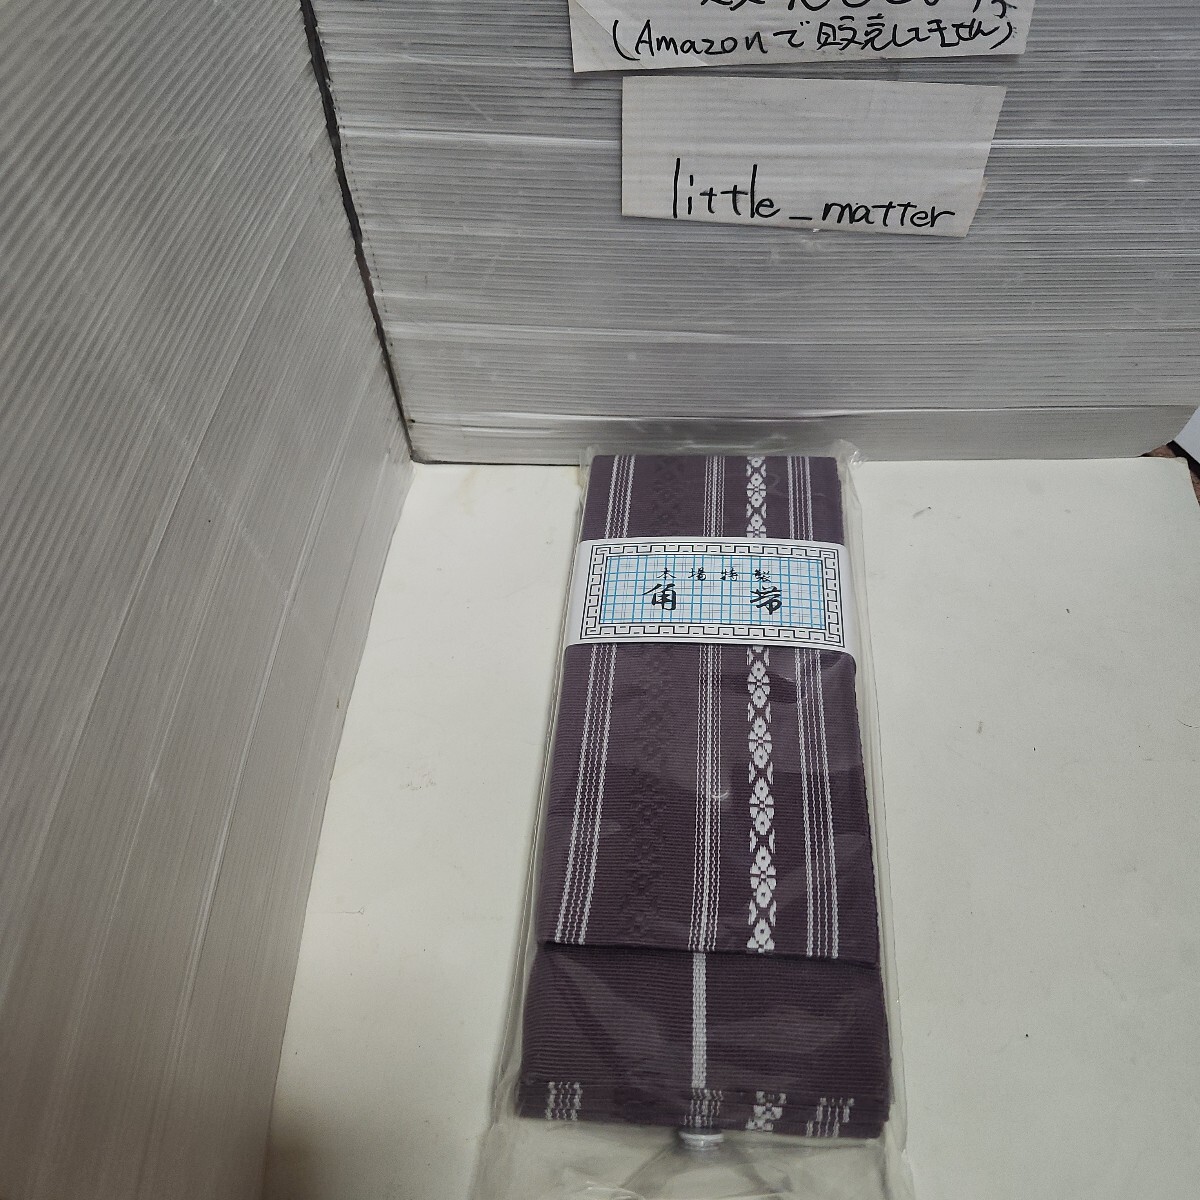 (Amazonで販売してません)
little_matter
本場特製
角帯